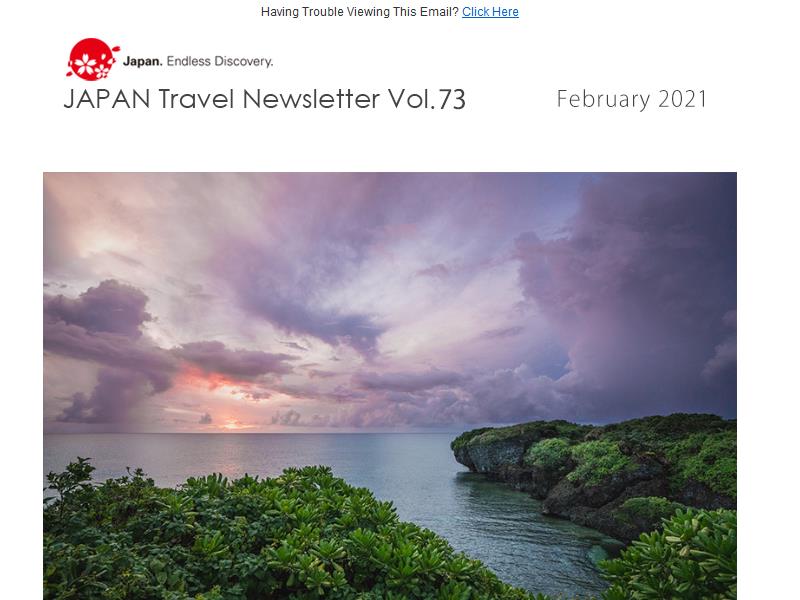 Having Trouble Viewing This Email? Click Here
Japan. Endless Discovery.
JAPAN Travel Newsletter Vol.73
February 2021